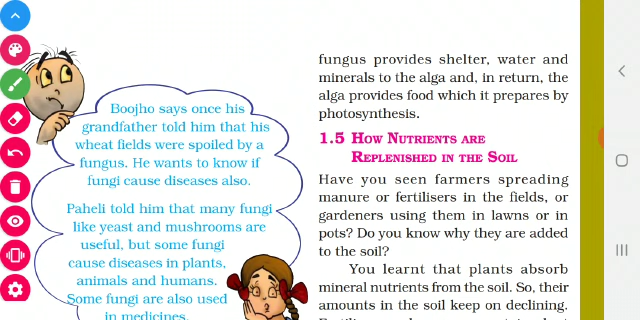 Boojho says once his
grandfather told him that his
wheat fields were spoiled by a
fungus. He wants to know if
fungi cause diseases also.
Paheli told him that many fungi
like yeast and mushrooms are
useful, but some fungi
cause diseases in plants,
animals and humans.
Some fungi are also used
in medicines.
fungus provides shelter, water and
minerals to the alga and, in return, the
alga provides food which it prepares by
photosynthesis.
1.5 HOW NUTRIENTS ARE
REPLENISHED IN THE SOIL
Have you seen farmers spreading
manure or fertilisers in the fields, or
gardeners using them in lawns or in
pots? Do you know why they are added
to the soil?
You learnt that plants absorb
mineral nutrients from the soil. So, their
amounts in the soil keep on declining.